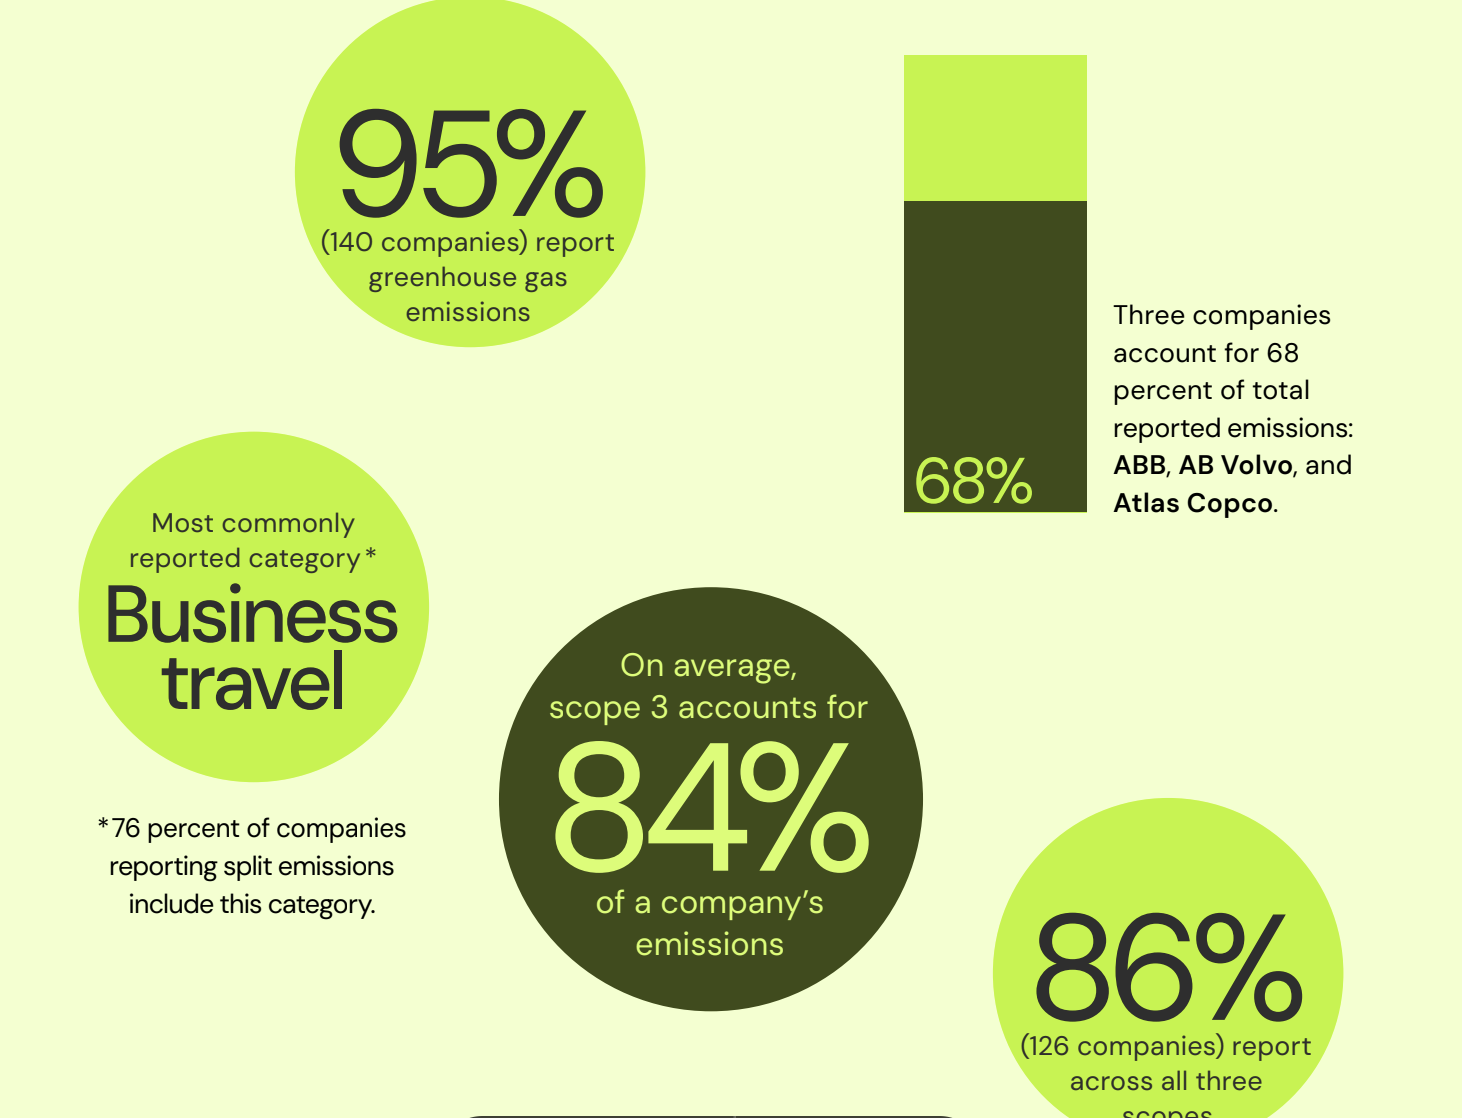 95%
(140 companies) report
greenhouse gas
emissions
68%
Three companies
account for 68
percent of total
reported emissions:
ABB, AB Volvo, and
Atlas Copco.
Most commonly
reported category*
Business
travel
*76 percent of companies
reporting split emissions
include this category.
On average,
scope 3 accounts for
84%
of a company’s
emissions
86%
(126 companies) report
across all three
scopes